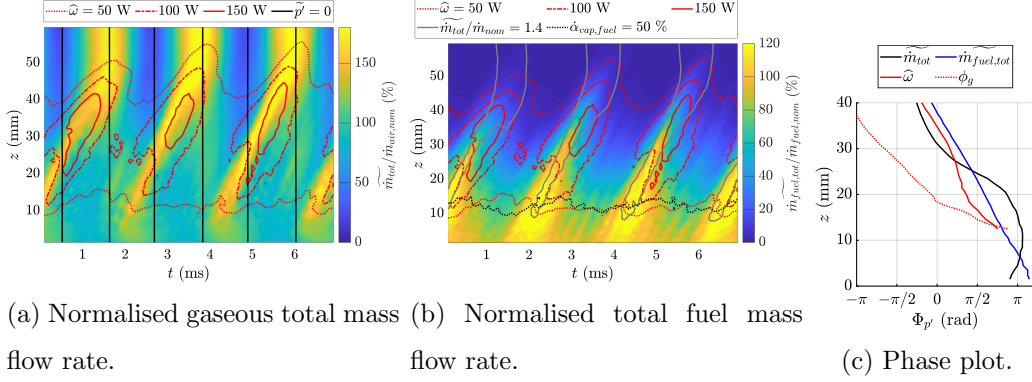 ω̂ = 50 W 100 W 150 W p̃′ = 0
50
40
30
20
10
z (mm)
1 2 3 4 5 6
t (ms)
150
100
50
ṁ̃_tot/ṁ_air,nom (%)
ω̂ = 50 W 100 W 150 W
ṁ̃_tot/ṁ_nom = 1.4 α̇_vap,fuel = 50 %
50
40
30
20
10
0
z (mm)
1 2 3 4 5 6
t (ms)
120
100
80
60
40
20
0
ṁ̃_fuel,tot/ṁ_fuel,nom (%)
ṁ̃_tot ṁ̃_fuel,tot
ω̂ ϕ_g
40
30
20
10
0
z (mm)
−π −π/2 0 π/2 π
Φ_p′ (rad)
(a) Normalised gaseous total mass
flow rate.
(b) Normalised total fuel mass
flow rate.
(c) Phase plot.